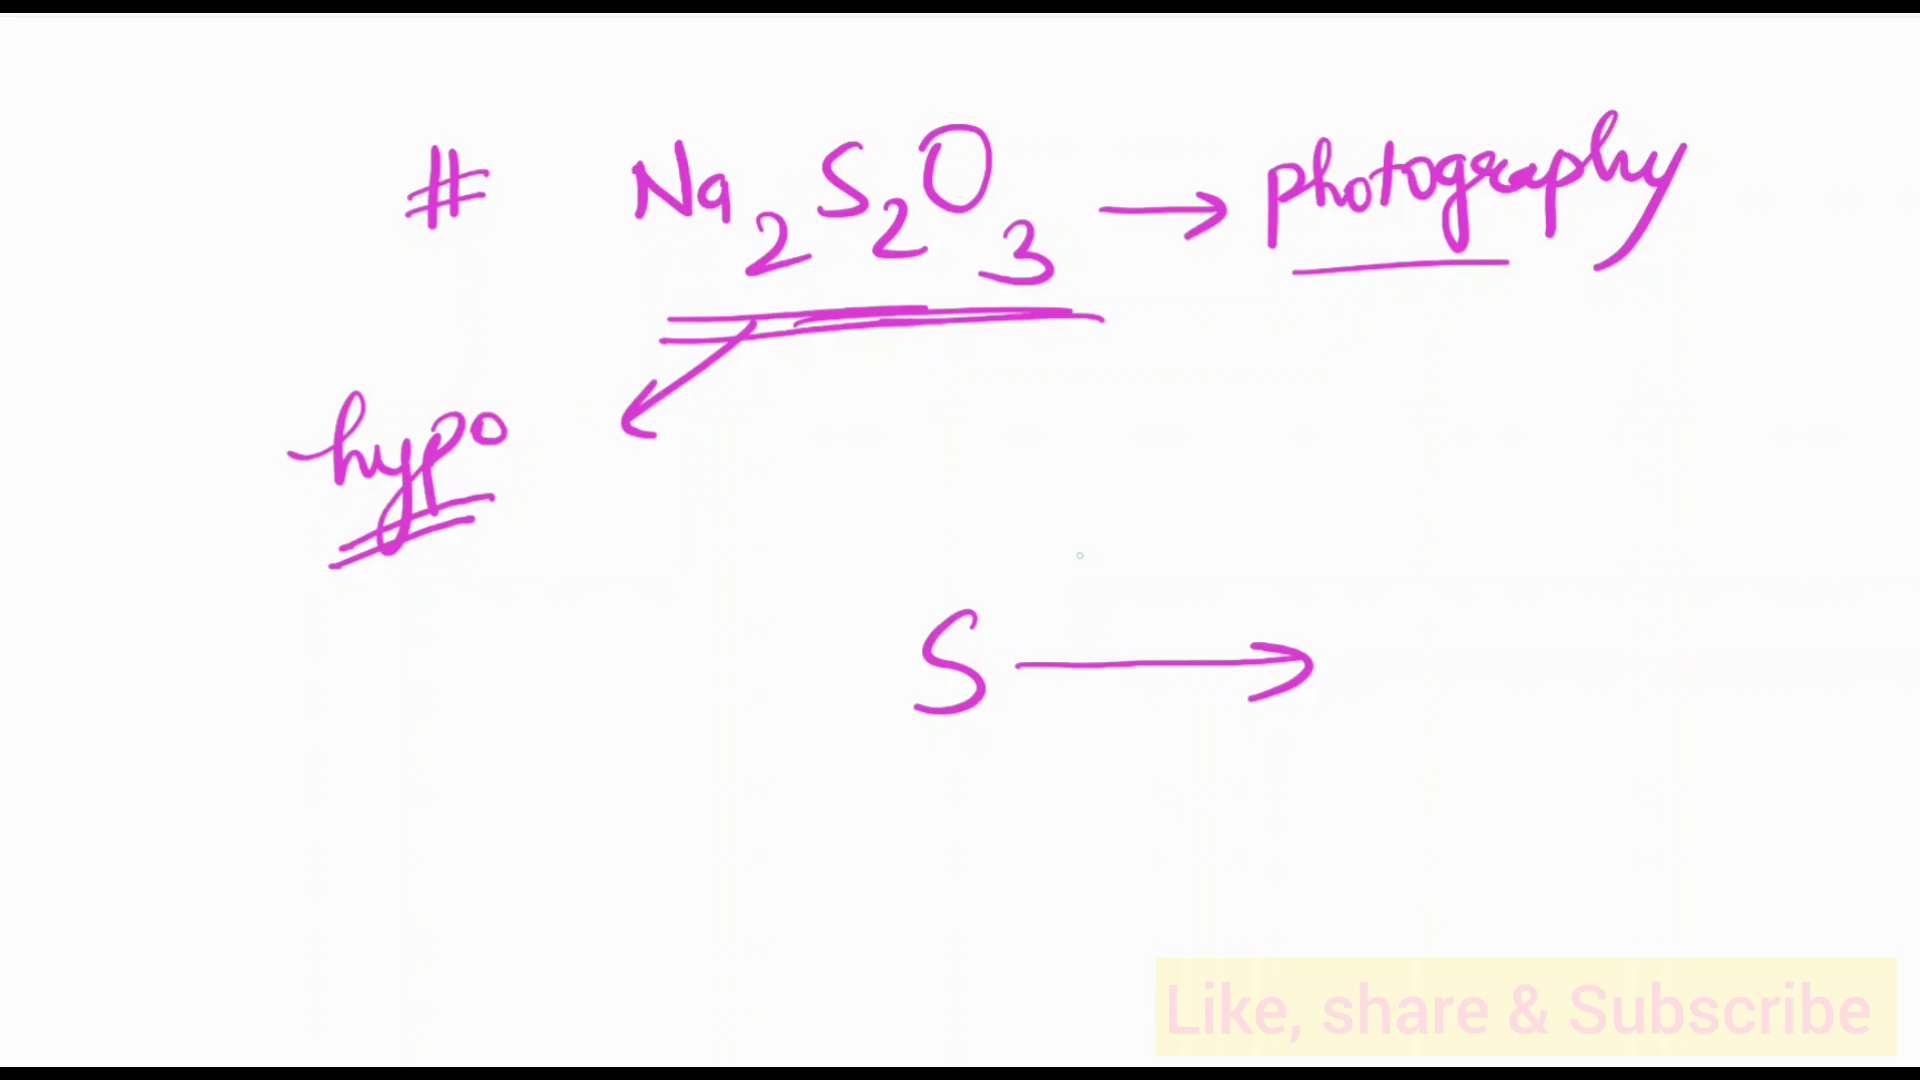 # Na2S2O3 → photography
hypo
S →
Like, share & Subscribe